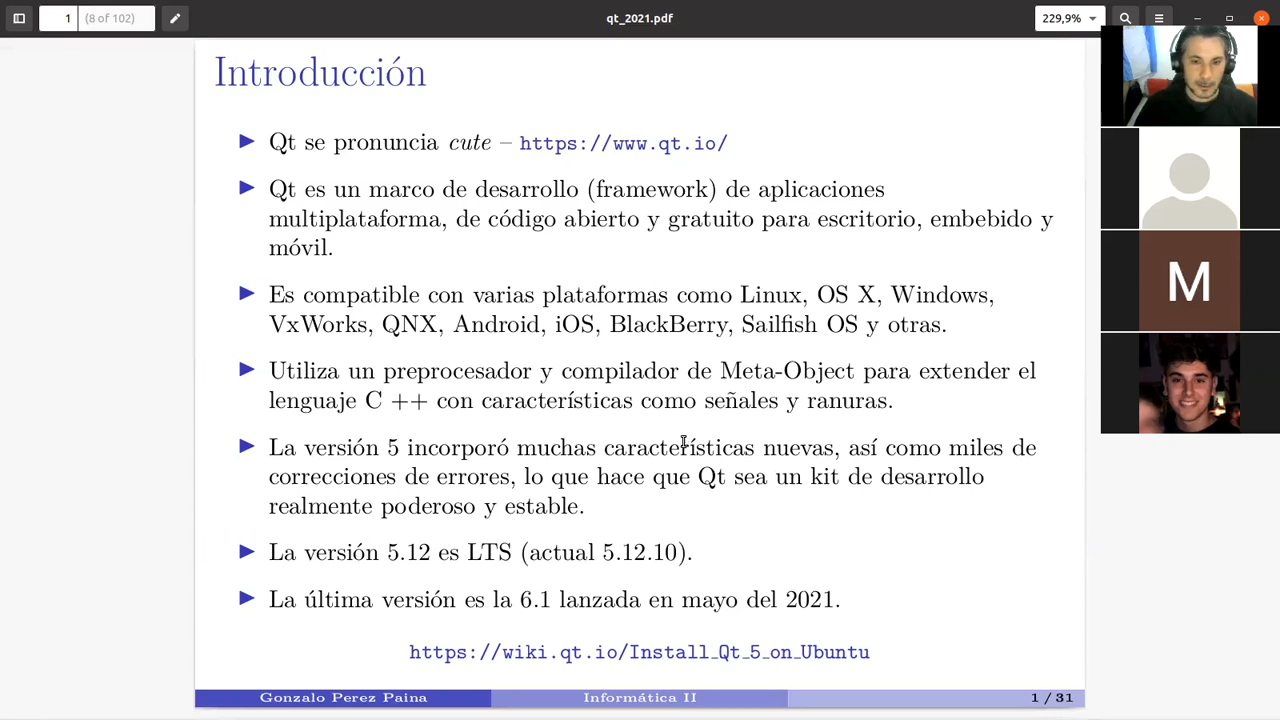 1 (8 of 102) qt_2021.pdf 229,9%
Introducción
Qt se pronuncia cute – https://www.qt.io/
Qt es un marco de desarrollo (framework) de aplicaciones
multiplataforma, de código abierto y gratuito para escritorio, embebido y
móvil.
Es compatible con varias plataformas como Linux, OS X, Windows,
VxWorks, QNX, Android, iOS, BlackBerry, Sailfish OS y otras.
Utiliza un preprocesador y compilador de Meta-Object para extender el
lenguaje C ++ con características como señales y ranuras.
La versión 5 incorporó muchas características nuevas, así como miles de
correcciones de errores, lo que hace que Qt sea un kit de desarrollo
realmente poderoso y estable.
La versión 5.12 es LTS (actual 5.12.10).
La última versión es la 6.1 lanzada en mayo del 2021.
https://wiki.qt.io/Install_Qt_5_on_Ubuntu
Gonzalo Perez Paina Informática II 1 / 31
M